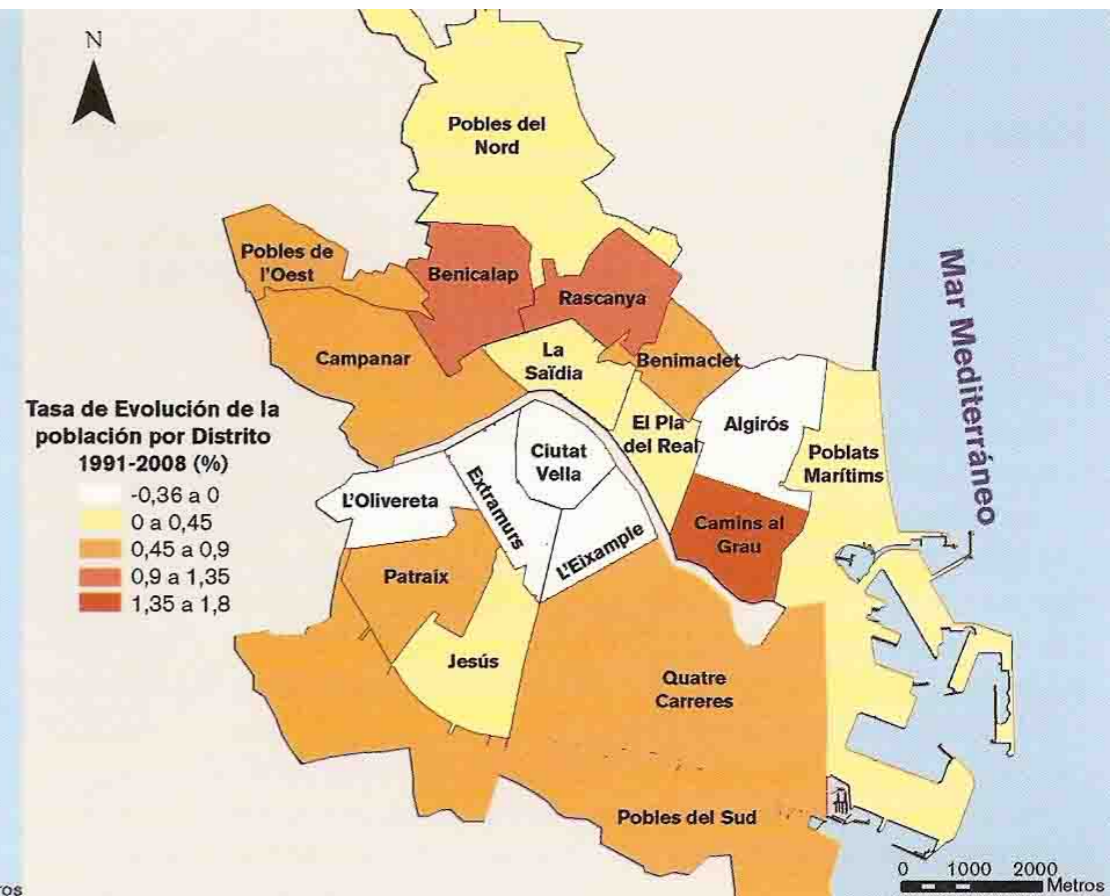 N
Pobles del
Nord
Pobles de
l'Oest
Benicalap
Rascanya
Mar Mediterráneo
Campanar
La
Saïdia
Benimaclet
Tasa de Evolución de la
población por Distrito
1991-2008 (%)
-0,36 a 0
0 a 0,45
0,45 a 0,9
0,9 a 1,35
1,35 a 1,8
El Pla
del Real
Algirós
Poblats
Marítims
Ciutat
Vella
L'Olivereta
Extramurs
L'Eixample
Camins al
Grau
Patraix
Jesús
Quatre
Carreres
Pobles del Sud
0 1000 2000
Metros
ros